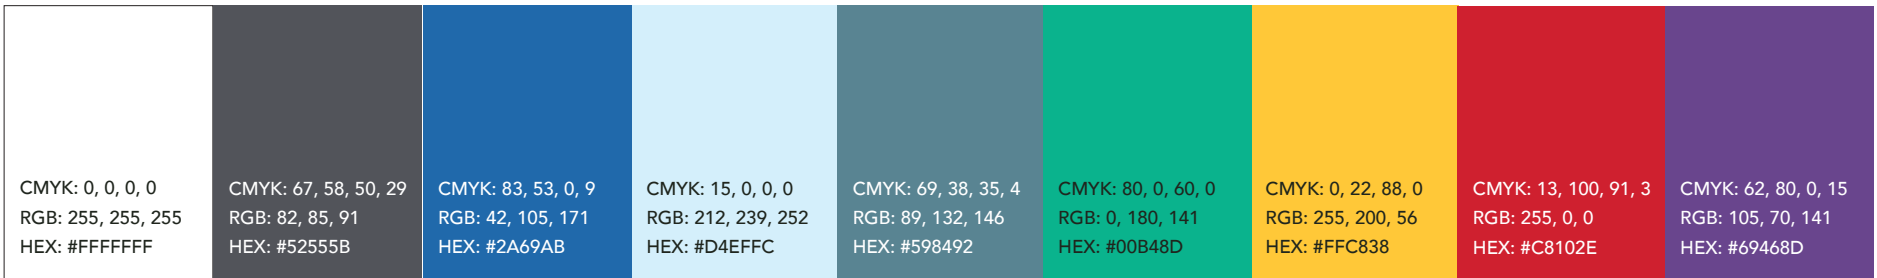 CMYK: 0, 0, 0, 0
RGB: 255, 255, 255
HEX: #FFFFFFF
CMYK: 67, 58, 50, 29
RGB: 82, 85, 91
HEX: #52555B
CMYK: 83, 53, 0, 9
RGB: 42, 105, 171
HEX: #2A69AB
CMYK: 15, 0, 0, 0
RGB: 212, 239, 252
HEX: #D4EFFC
CMYK: 69, 38, 35, 4
RGB: 89, 132, 146
HEX: #598492
CMYK: 80, 0, 60, 0
RGB: 0, 180, 141
HEX: #00B48D
CMYK: 0, 22, 88, 0
RGB: 255, 200, 56
HEX: #FFC838
CMYK: 13, 100, 91, 3
RGB: 255, 0, 0
HEX: #C8102E
CMYK: 62, 80, 0, 15
RGB: 105, 70, 141
HEX: #69468D